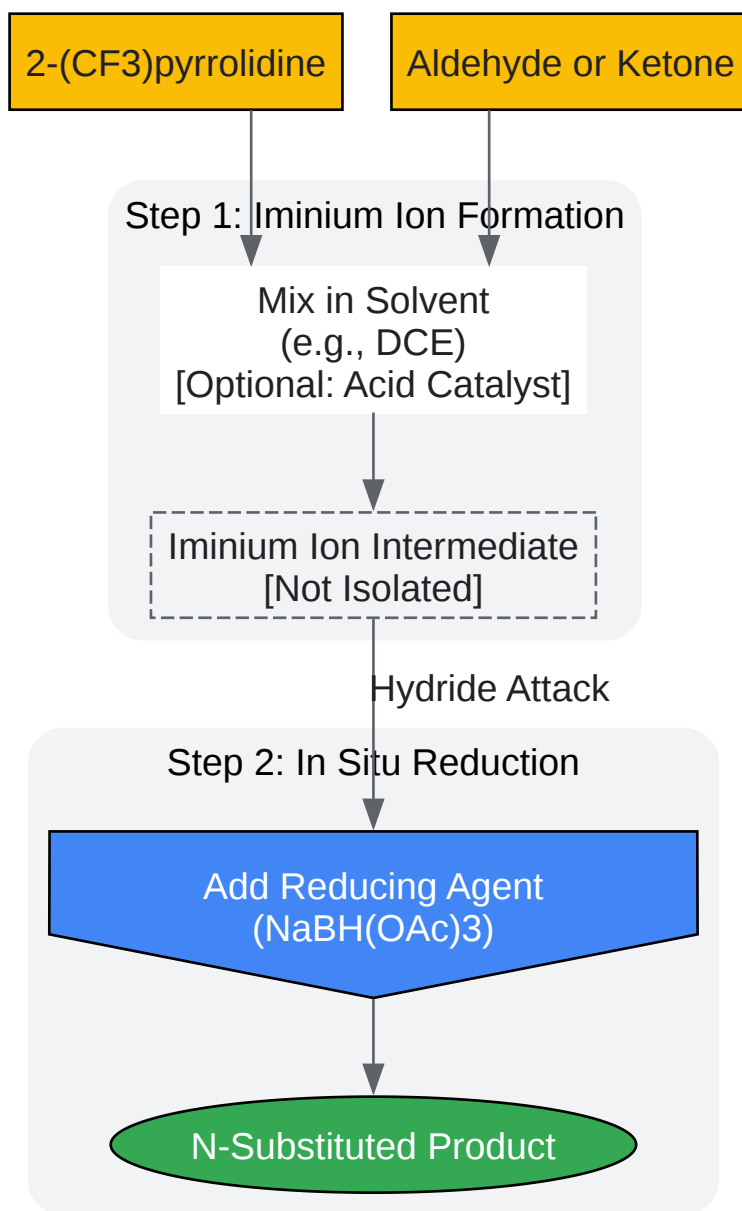 2-(CF3)pyrrolidine
Aldehyde or Ketone
Step 1: Iminium Ion Formation
Mix in Solvent
(e.g., DCE)
[Optional: Acid Catalyst]
Iminium Ion Intermediate
[Not Isolated]
Hydride Attack
Step 2: In Situ Reduction
Add Reducing Agent
(NaBH(OAc)3)
N-Substituted Product